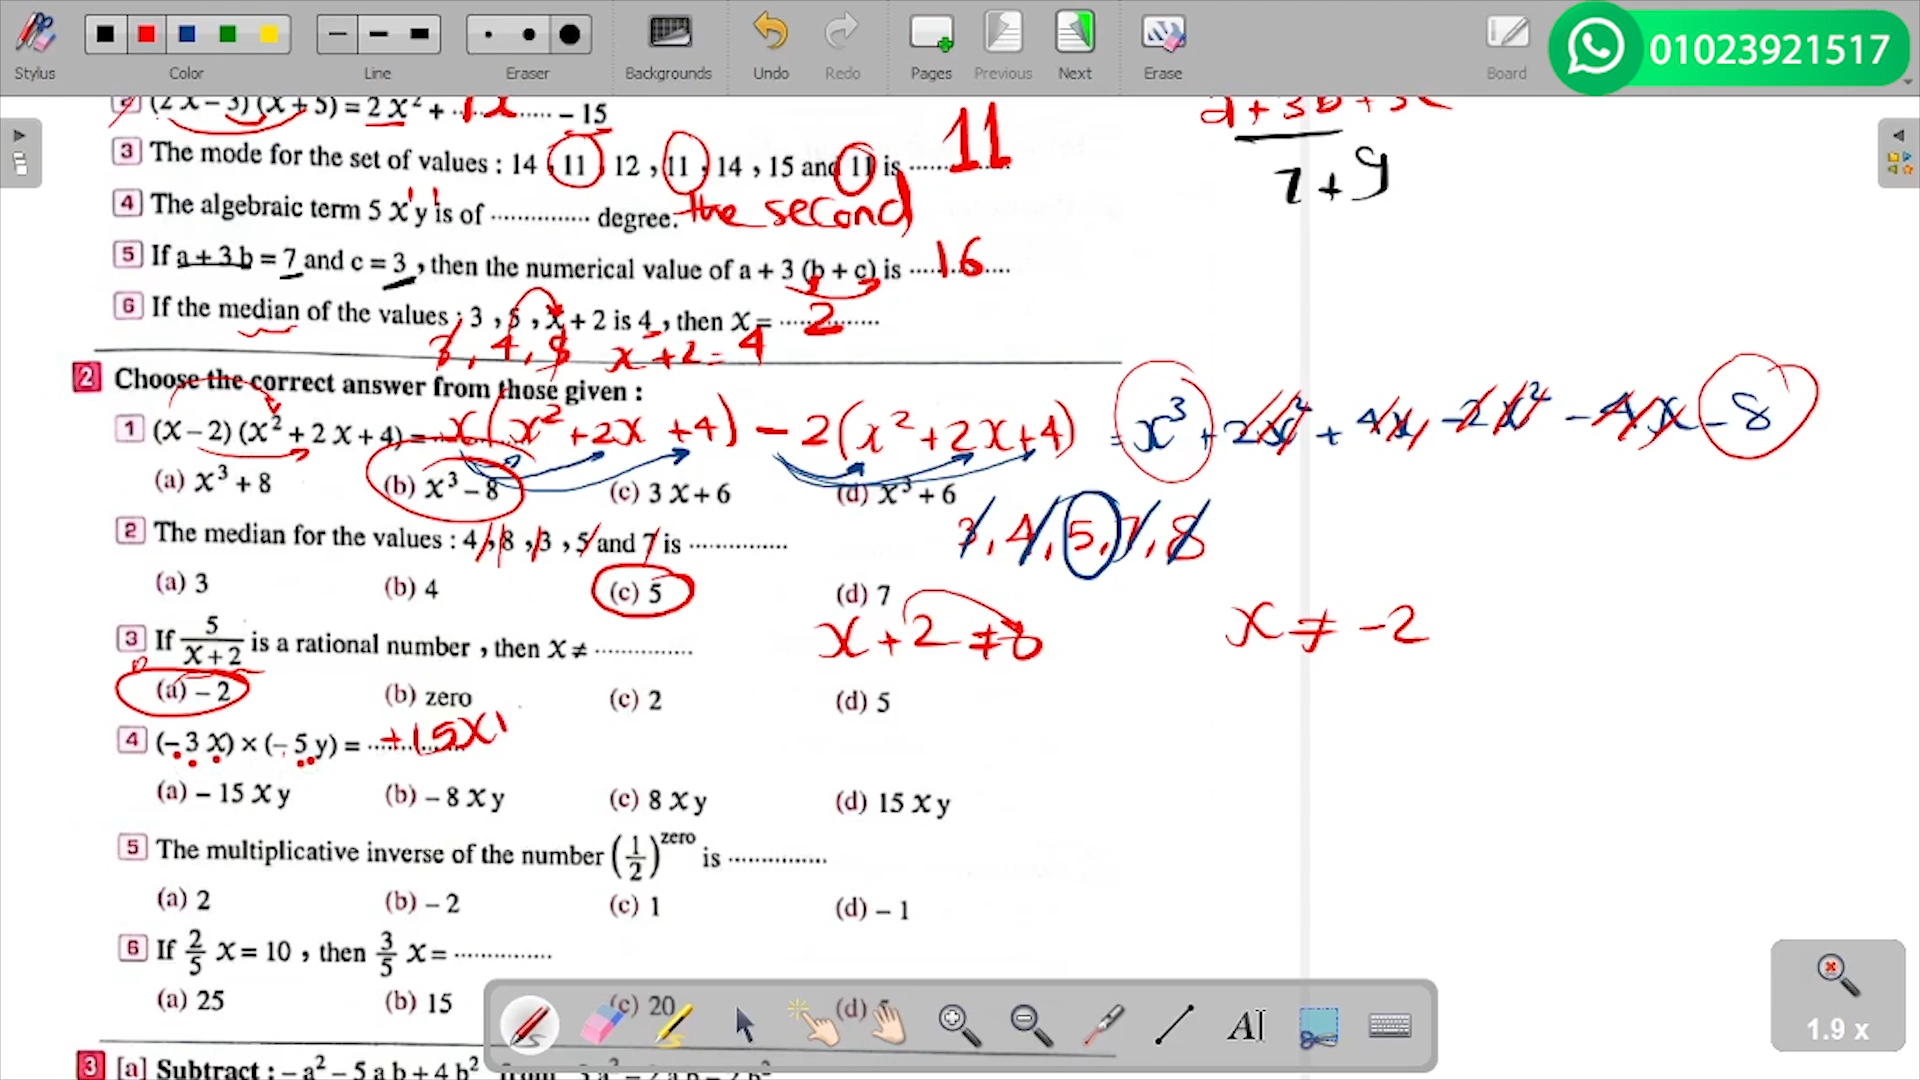 Stylus Color Line Eraser Backgrounds Undo Redo Pages Previous Next Erase Board
01023921517
(2x – 3) (x + 5) = 2x² + ............ – 15
3 The mode for the set of values : 14 , 11 , 12 , 11 , 14 , 15 and 11 is ............ 11
7 + 9
4 The algebraic term 5 x y is of ............ degree. the second
5 If a + 3 b = 7 and c = 3 , then the numerical value of a + 3 (b + c) is ............ 16
6 If the median of the values : 3 , 5 , x + 2 is 4 , then x = ............ 2
3, 4, 5 x + 2 = 4
2 Choose the correct answer from those given :
1 (x – 2) (x² + 2 x + 4) = x(x² + 2x + 4) – 2(x² + 2x + 4) = x³ + 2x² + 4x – 2x² – 4x – 8
(a) x³ + 8 (b) x³ – 8 (c) 3 x + 6 (d) x³ + 6
2 The median for the values : 4 , 8 , 3 , 5 and 7 is ............ 3, 4, 5, 7, 8
(a) 3 (b) 4 (c) 5 (d) 7
3 If 5/(x + 2) is a rational number , then x ≠ ............ x + 2 ≠ 0 x ≠ -2
(a) – 2 (b) zero (c) 2 (d) 5
4 (– 3 x) × (– 5 y) = ............ +15x
(a) – 15 x y (b) – 8 x y (c) 8 x y (d) 15 x y
5 The multiplicative inverse of the number (1/2)^zero is ............
(a) 2 (b) – 2 (c) 1 (d) – 1
6 If 2/5 x = 10 , then 3/5 x = ............
(a) 25 (b) 15 (c) 20 (d)
3 [a] Subtract : – a² – 5 a b + 4 b²
1.9 x